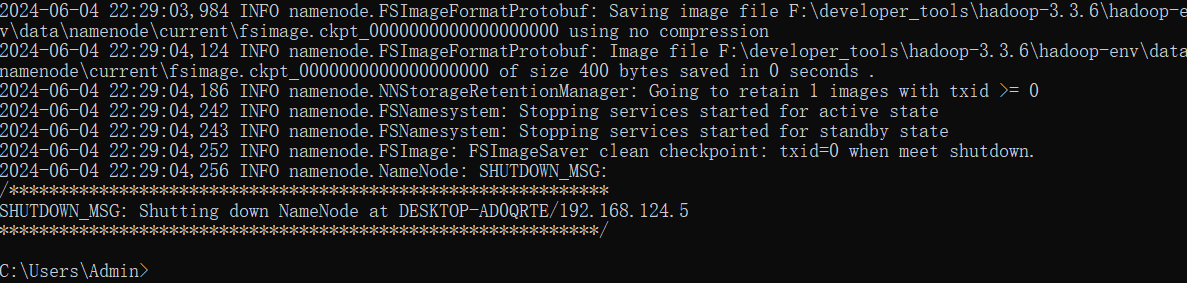 2024-06-04 22:29:03,984 INFO namenode.FSImageFormatProtobuf: Saving image file F:\developer_tools\hadoop-3.3.6\hadoop-e
v\data\namenode\current\fsimage.ckpt_0000000000000000000 using no compression
2024-06-04 22:29:04,124 INFO namenode.FSImageFormatProtobuf: Image file F:\developer_tools\hadoop-3.3.6\hadoop-env\data
namenode\current\fsimage.ckpt_0000000000000000000 of size 400 bytes saved in 0 seconds .
2024-06-04 22:29:04,186 INFO namenode.NNStorageRetentionManager: Going to retain 1 images with txid >= 0
2024-06-04 22:29:04,242 INFO namenode.FSNamesystem: Stopping services started for active state
2024-06-04 22:29:04,243 INFO namenode.FSNamesystem: Stopping services started for standby state
2024-06-04 22:29:04,252 INFO namenode.FSImage: FSImageSaver clean checkpoint: txid=0 when meet shutdown.
2024-06-04 22:29:04,256 INFO namenode.NameNode: SHUTDOWN_MSG:
/************************************************************
SHUTDOWN_MSG: Shutting down NameNode at DESKTOP-AD0QRTE/192.168.124.5
************************************************************/
C:\Users\Admin>